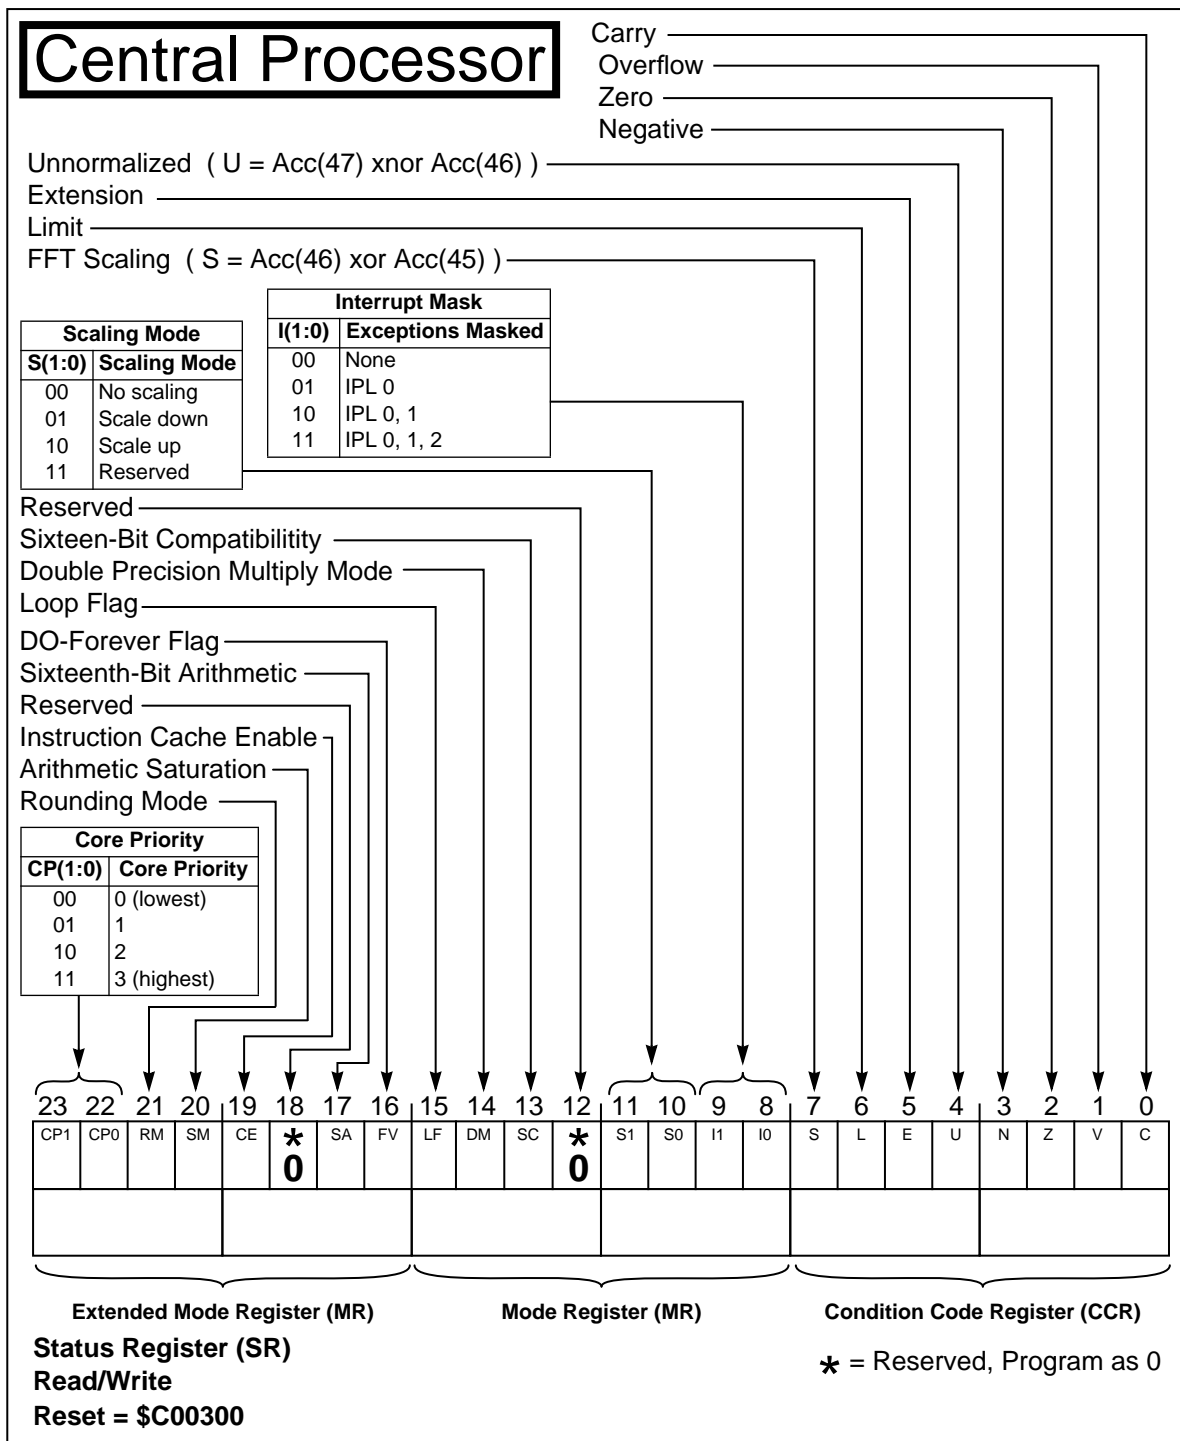 Central Processor
Carry
Overflow
Zero
Negative
Unnormalized ( U = Acc(47) xnor Acc(46) )
Extension
Limit
FFT Scaling ( S = Acc(46) xor Acc(45) )
Interrupt Mask
I(1:0) Exceptions Masked
00 None
01 IPL 0
10 IPL 0, 1
11 IPL 0, 1, 2
Scaling Mode
S(1:0) Scaling Mode
00 No scaling
01 Scale down
10 Scale up
11 Reserved
Reserved
Sixteen-Bit Compatibilitity
Double Precision Multiply Mode
Loop Flag
DO-Forever Flag
Sixteenth-Bit Arithmetic
Reserved
Instruction Cache Enable
Arithmetic Saturation
Rounding Mode
Core Priority
CP(1:0) Core Priority
00 0 (lowest)
01 1
10 2
11 3 (highest)
23 22 21 20 19 18 17 16 15 14 13 12 11 10 9 8 7 6 5 4 3 2 1 0
CP1 CP0 RM SM CE * SA FV LF DM SC * S1 S0 I1 I0 S L E U N Z V C
0 0
Extended Mode Register (MR) Mode Register (MR) Condition Code Register (CCR)
Status Register (SR)
Read/Write
Reset = $C00300
* = Reserved, Program as 0